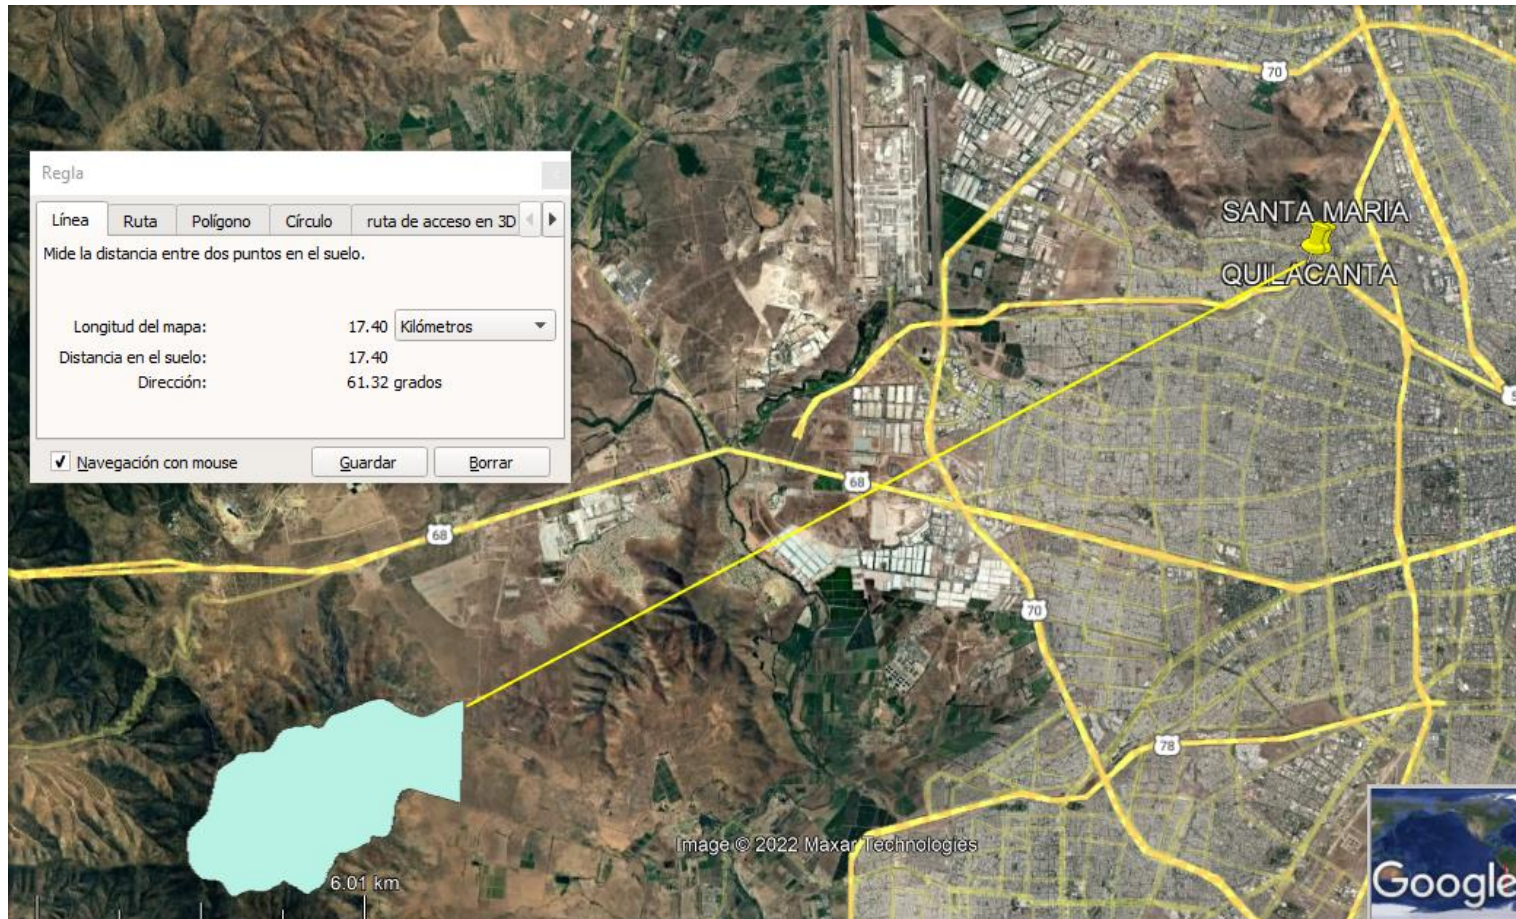 70
Regla
Línea Ruta Polígono Círculo ruta de acceso en 3D
Mide la distancia entre dos puntos en el suelo.
Longitud del mapa: 17.40 Kilómetros
Distancia en el suelo: 17.40
Dirección: 61.32 grados
Navegación con mouse Guardar Borrar
SANTA MARIA
QUILACANTA
5
68
68
70
78
Image © 2022 Maxar Technologies
6.01 km
Google